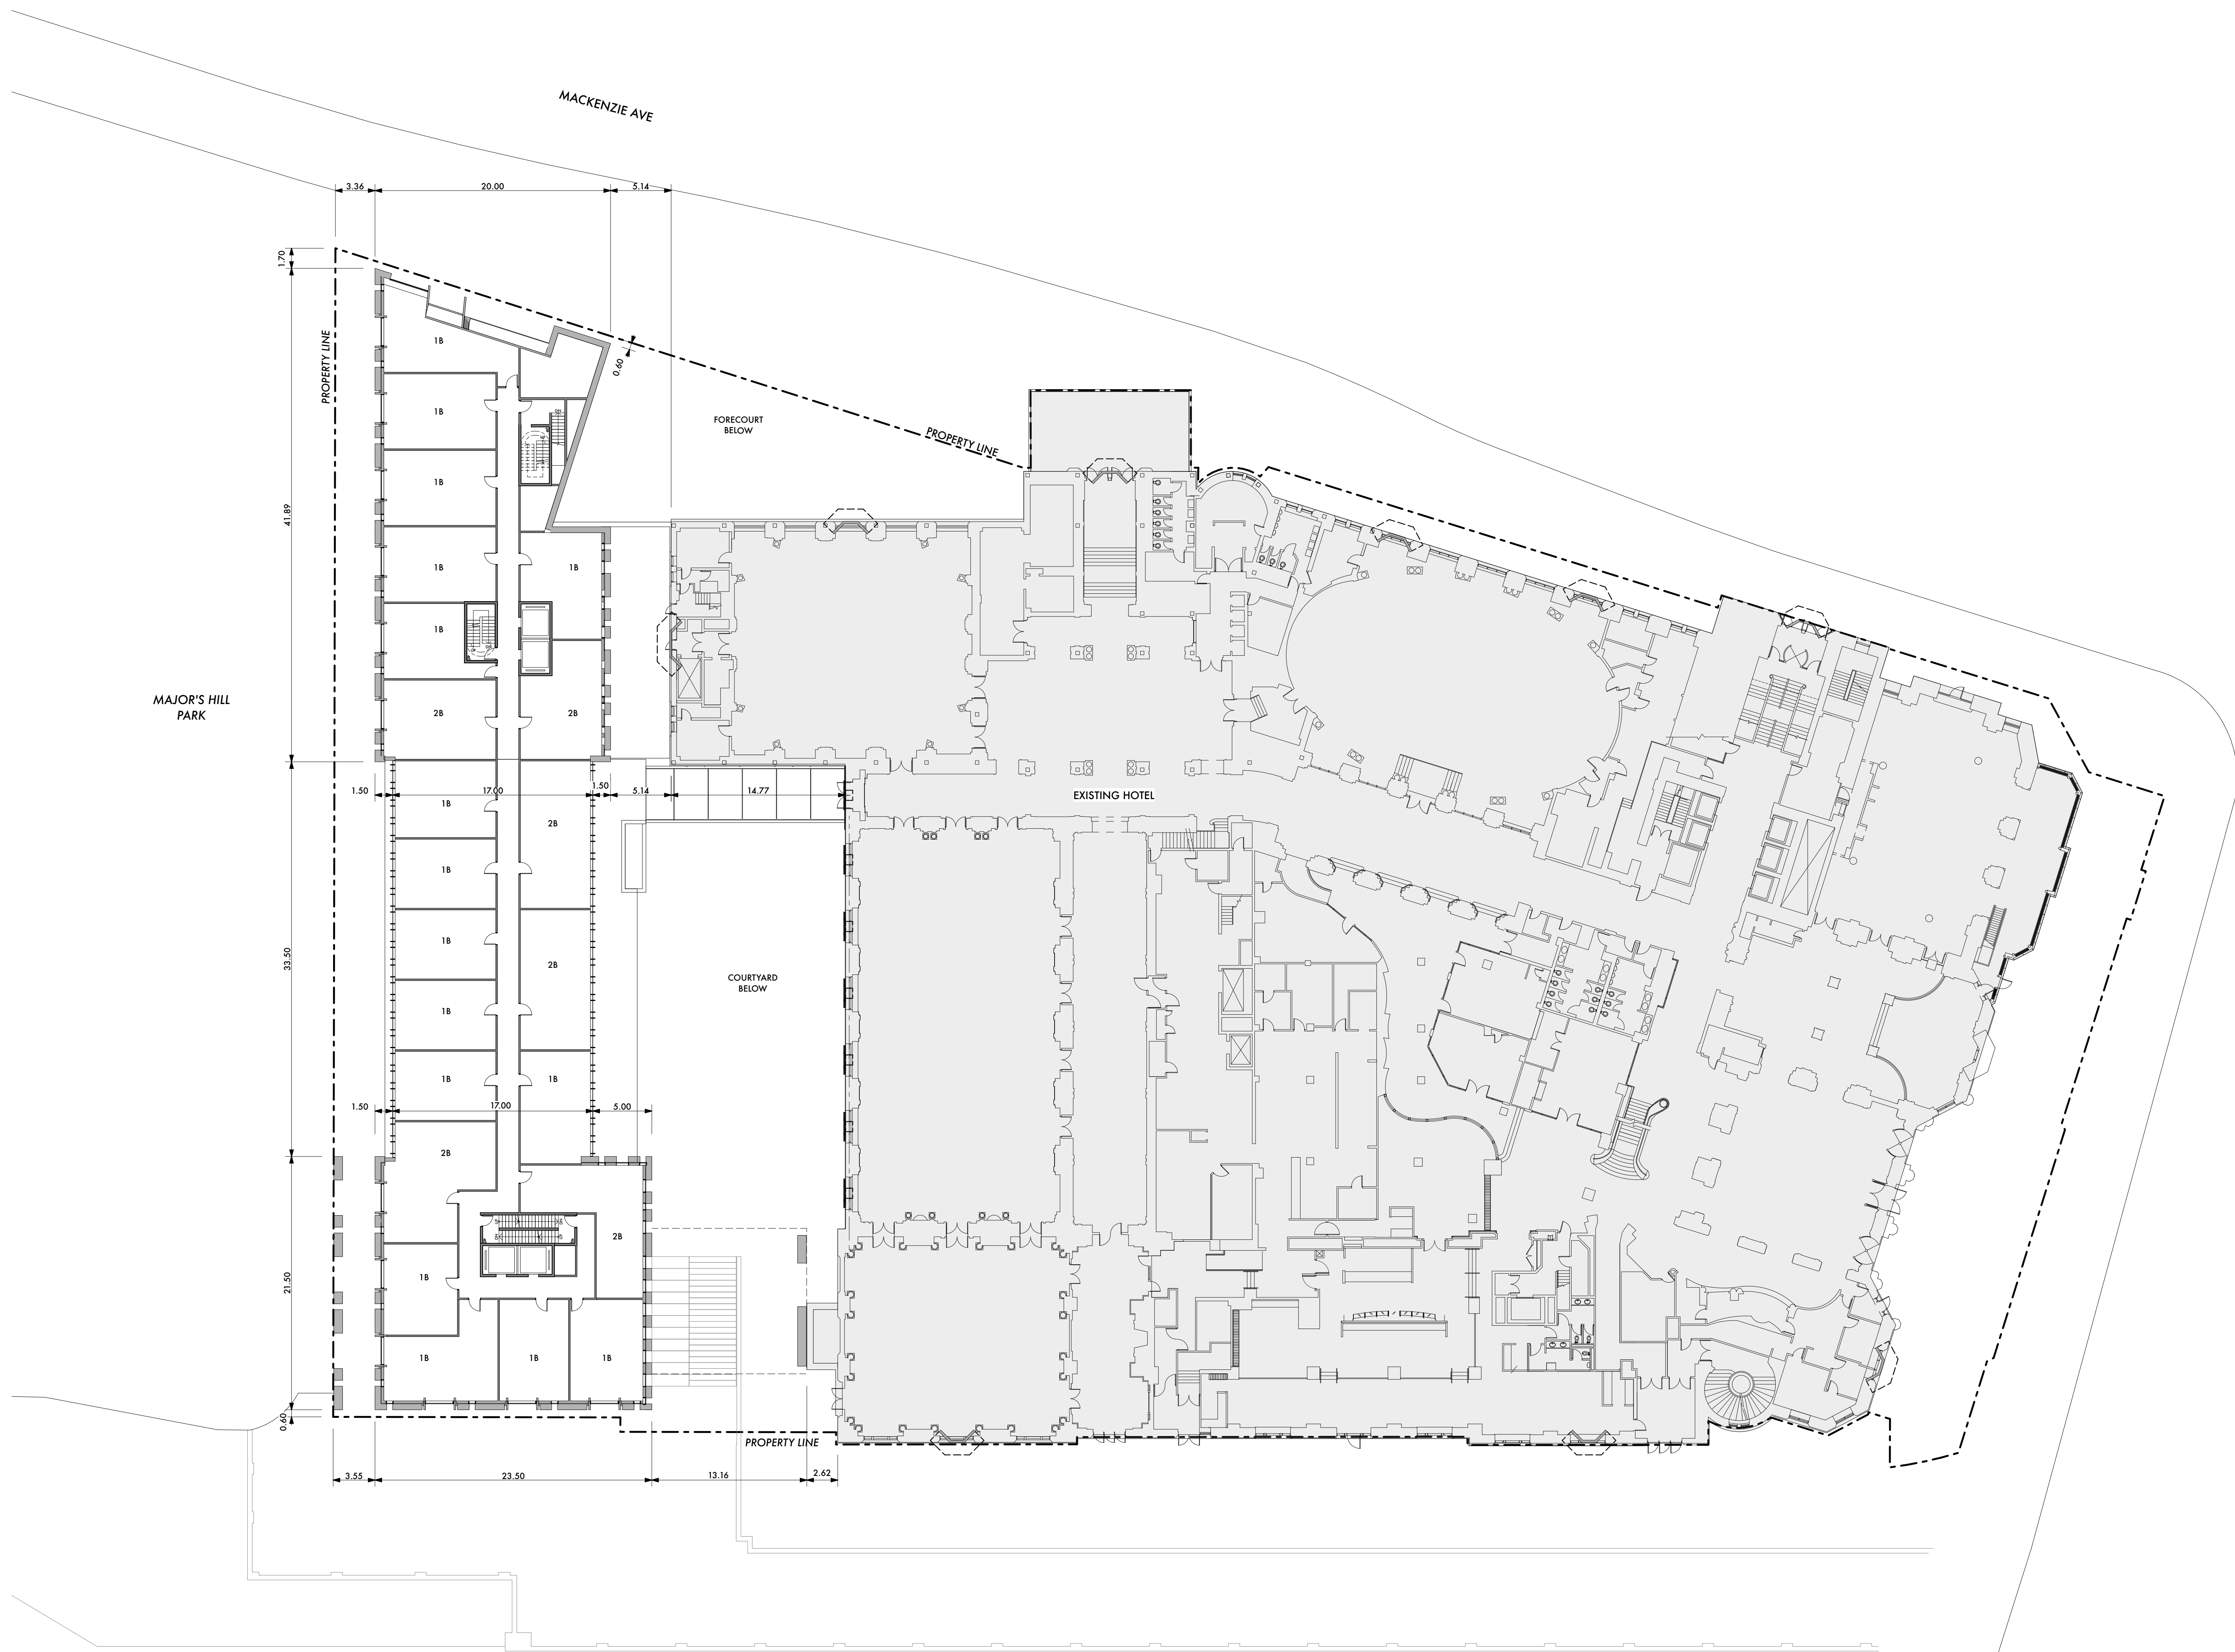 MACKENZIE AVE
3.36
20.00
5.14
1.70
PROPERTY LINE
0.60
1B
1B
FORECOURT
BELOW
PROPERTY LINE
1B
41.89
1B
1B
1B
MAJOR'S HILL
PARK
2B
2B
1.50
17.00
1.50
5.14
14.77
EXISTING HOTEL
1B
2B
1B
1B
33.50
2B
COURTYARD
BELOW
1B
1B
1B
1.50
17.00
5.00
2B
2B
1B
21.50
1B
1B
1B
0.60
PROPERTY LINE
3.55
23.50
13.16
2.62